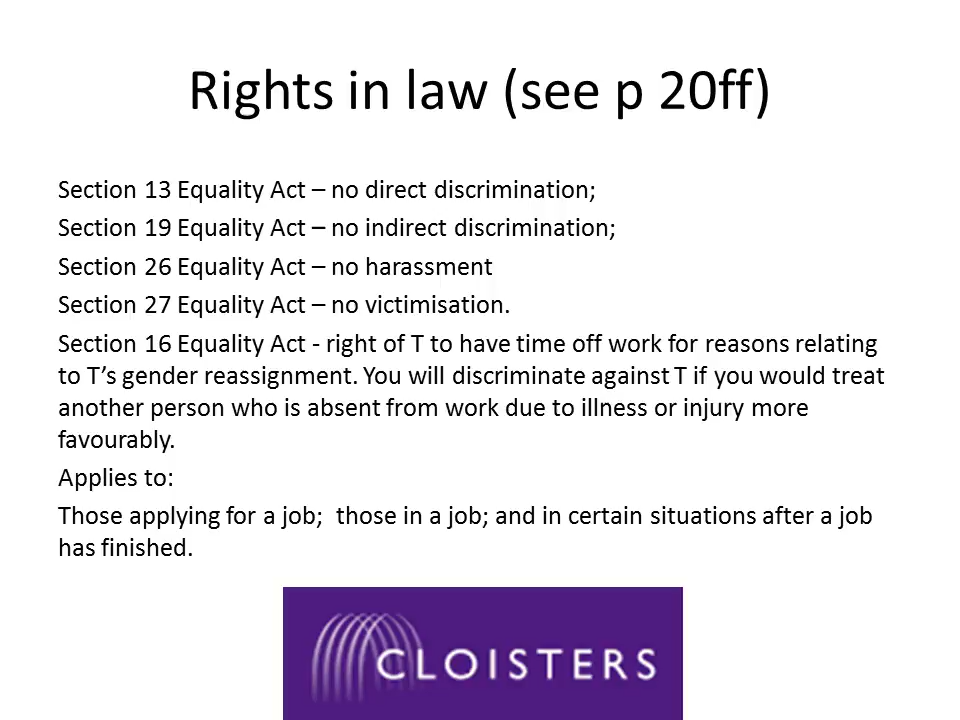 Rights in law (see p 20ff)
Section 13 Equality Act – no direct discrimination;
Section 19 Equality Act – no indirect discrimination;
Section 26 Equality Act – no harassment
Section 27 Equality Act – no victimisation.
Section 16 Equality Act - right of T to have time off work for reasons relating
to T’s gender reassignment. You will discriminate against T if you would treat
another person who is absent from work due to illness or injury more
favourably.
Applies to:
Those applying for a job;  those in a job; and in certain situations after a job
has finished.
CLOISTERS